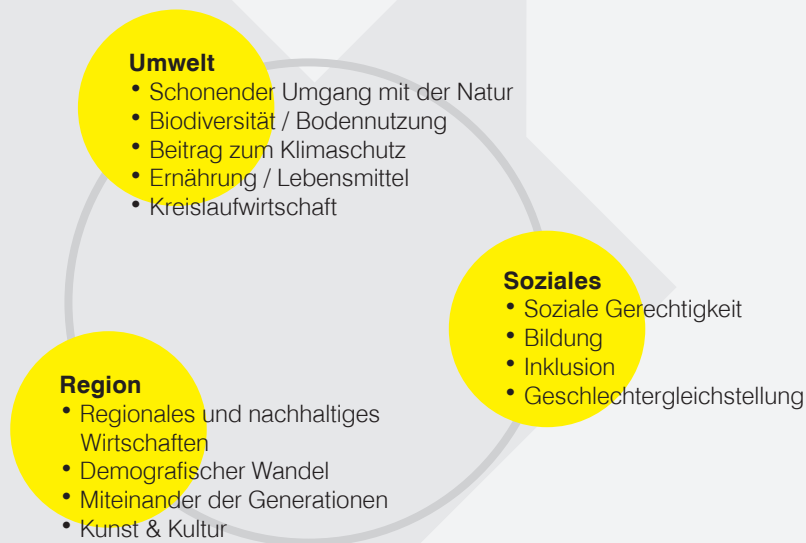 Umwelt
• Schonender Umgang mit der Natur
• Biodiversität / Bodennutzung
• Beitrag zum Klimaschutz
• Ernährung / Lebensmittel
• Kreislaufwirtschaft
Soziales
• Soziale Gerechtigkeit
• Bildung
• Inklusion
• Geschlechtergleichstellung
Region
• Regionales und nachhaltiges
Wirtschaften
• Demografischer Wandel
• Miteinander der Generationen
• Kunst & Kultur